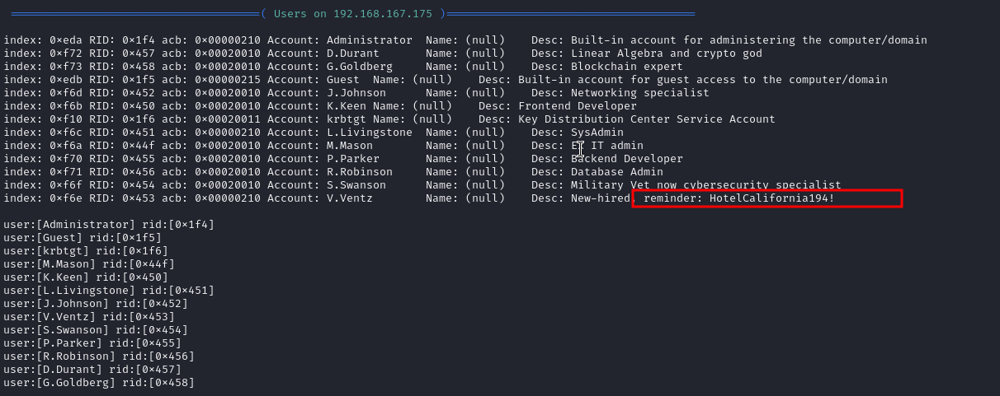 ( Users on 192.168.167.175 )
index: 0×eda RID: 0×1f4 acb: 0×00000210 Account: Administrator  Name: (null)    Desc: Built-in account for administering the computer/domain
index: 0×f72 RID: 0×457 acb: 0×00020010 Account: D.Durant       Name: (null)    Desc: Linear Algebra and crypto god
index: 0×f73 RID: 0×458 acb: 0×00020010 Account: G.Goldberg     Name: (null)    Desc: Blockchain expert
index: 0×edb RID: 0×1f5 acb: 0×00000215 Account: Guest  Name: (null)    Desc: Built-in account for guest access to the computer/domain
index: 0×f6d RID: 0×452 acb: 0×00020010 Account: J.Johnson      Name: (null)    Desc: Networking specialist
index: 0×f6b RID: 0×450 acb: 0×00020010 Account: K.Keen Name: (null)    Desc: Frontend Developer
index: 0×f10 RID: 0×1f6 acb: 0×00020011 Account: krbtgt Name: (null)    Desc: Key Distribution Center Service Account
index: 0×f6c RID: 0×451 acb: 0×00020010 Account: L.Livingstone  Name: (null)    Desc: SysAdmin
index: 0×f6a RID: 0×44f acb: 0×00020010 Account: M.Mason        Name: (null)    Desc: IT admin
index: 0×f70 RID: 0×455 acb: 0×00020010 Account: P.Parker       Name: (null)    Desc: Backend Developer
index: 0×f71 RID: 0×456 acb: 0×00020010 Account: R.Robinson     Name: (null)    Desc: Database Admin
index: 0×f6f RID: 0×454 acb: 0×00020010 Account: S.Swanson      Name: (null)    Desc: Military Vet now cybersecurity specialist
index: 0×f6e RID: 0×453 acb: 0×00000210 Account: V.Ventz        Name: (null)    Desc: New-hired, reminder: HotelCalifornia194!
user:[Administrator] rid:[0×1f4]
user:[Guest] rid:[0×1f5]
user:[krbtgt] rid:[0×1f6]
user:[M.Mason] rid:[0×44f]
user:[K.Keen] rid:[0×450]
user:[L.Livingstone] rid:[0×451]
user:[J.Johnson] rid:[0×452]
user:[V.Ventz] rid:[0×453]
user:[S.Swanson] rid:[0×454]
user:[P.Parker] rid:[0×455]
user:[R.Robinson] rid:[0×456]
user:[D.Durant] rid:[0×457]
user:[G.Goldberg] rid:[0×458]